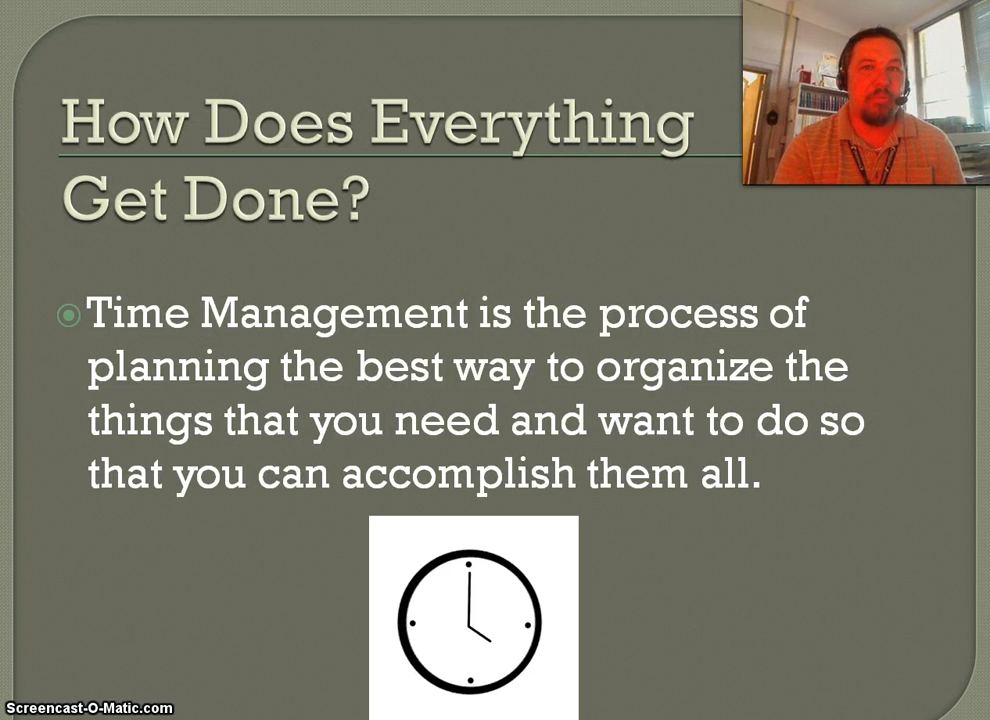 How Does Everything
Get Done?
Time Management is the process of
planning the best way to organize the
things that you need and want to do so
that you can accomplish them all.
Screencast-O-Matic.com